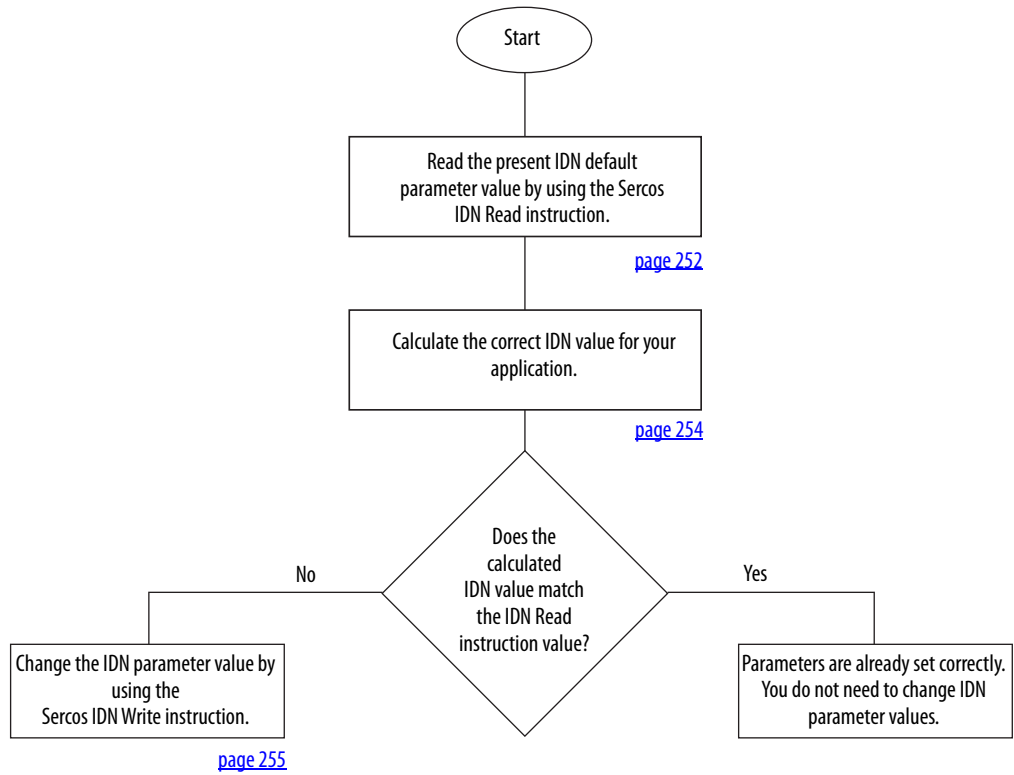 Start
Read the present IDN default
parameter value by using the Sercos
IDN Read instruction.
page 252
Calculate the correct IDN value for your
application.
page 254
Does the
calculated
IDN value match
the IDN Read
instruction value?
No
Yes
Change the IDN parameter value by
using the
Sercos IDN Write instruction.
page 255
Parameters are already set correctly.
You do not need to change IDN
parameter values.